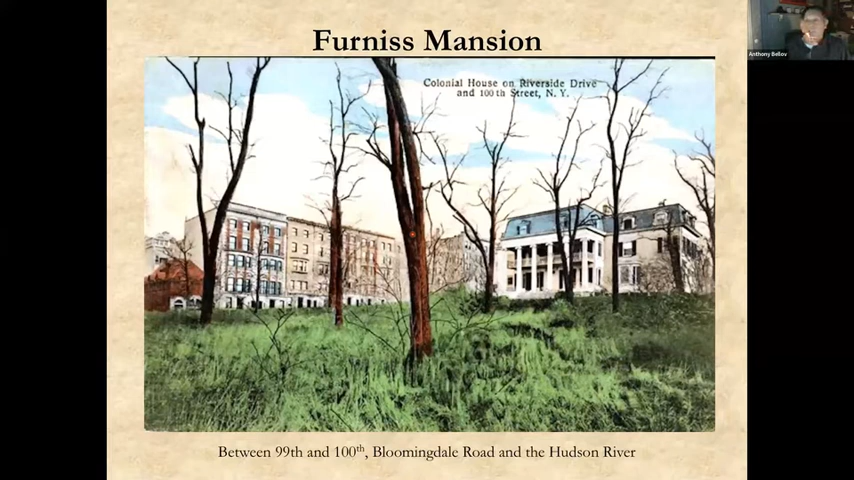 Furniss Mansion
Colonial House on Riverside Drive
and 100th Street, N. Y.
Between 99th and 100th, Bloomingdale Road and the Hudson River
Anthony Bellov